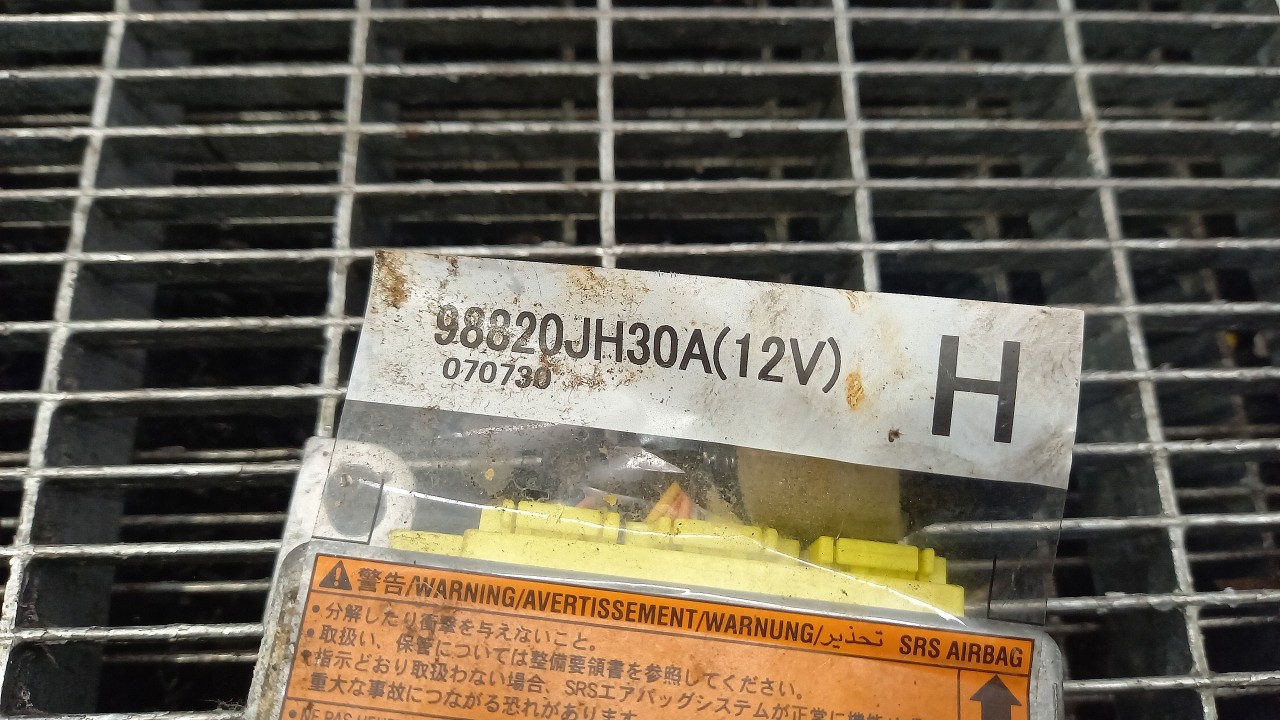 98820JH30A(12V)
H
070730
警告/WARNING/AVERTISSEMENT/WARNUNG/تحذير SRS AIRBAG
•分解したり衝撃を与えないこと。
•取扱い、保管については整備要領書を参照してください。
•指示どおり取扱わない場合、SRSエアバッグシステムが正常に機能
重大な事故につながる恐れがあります
•NE PAS